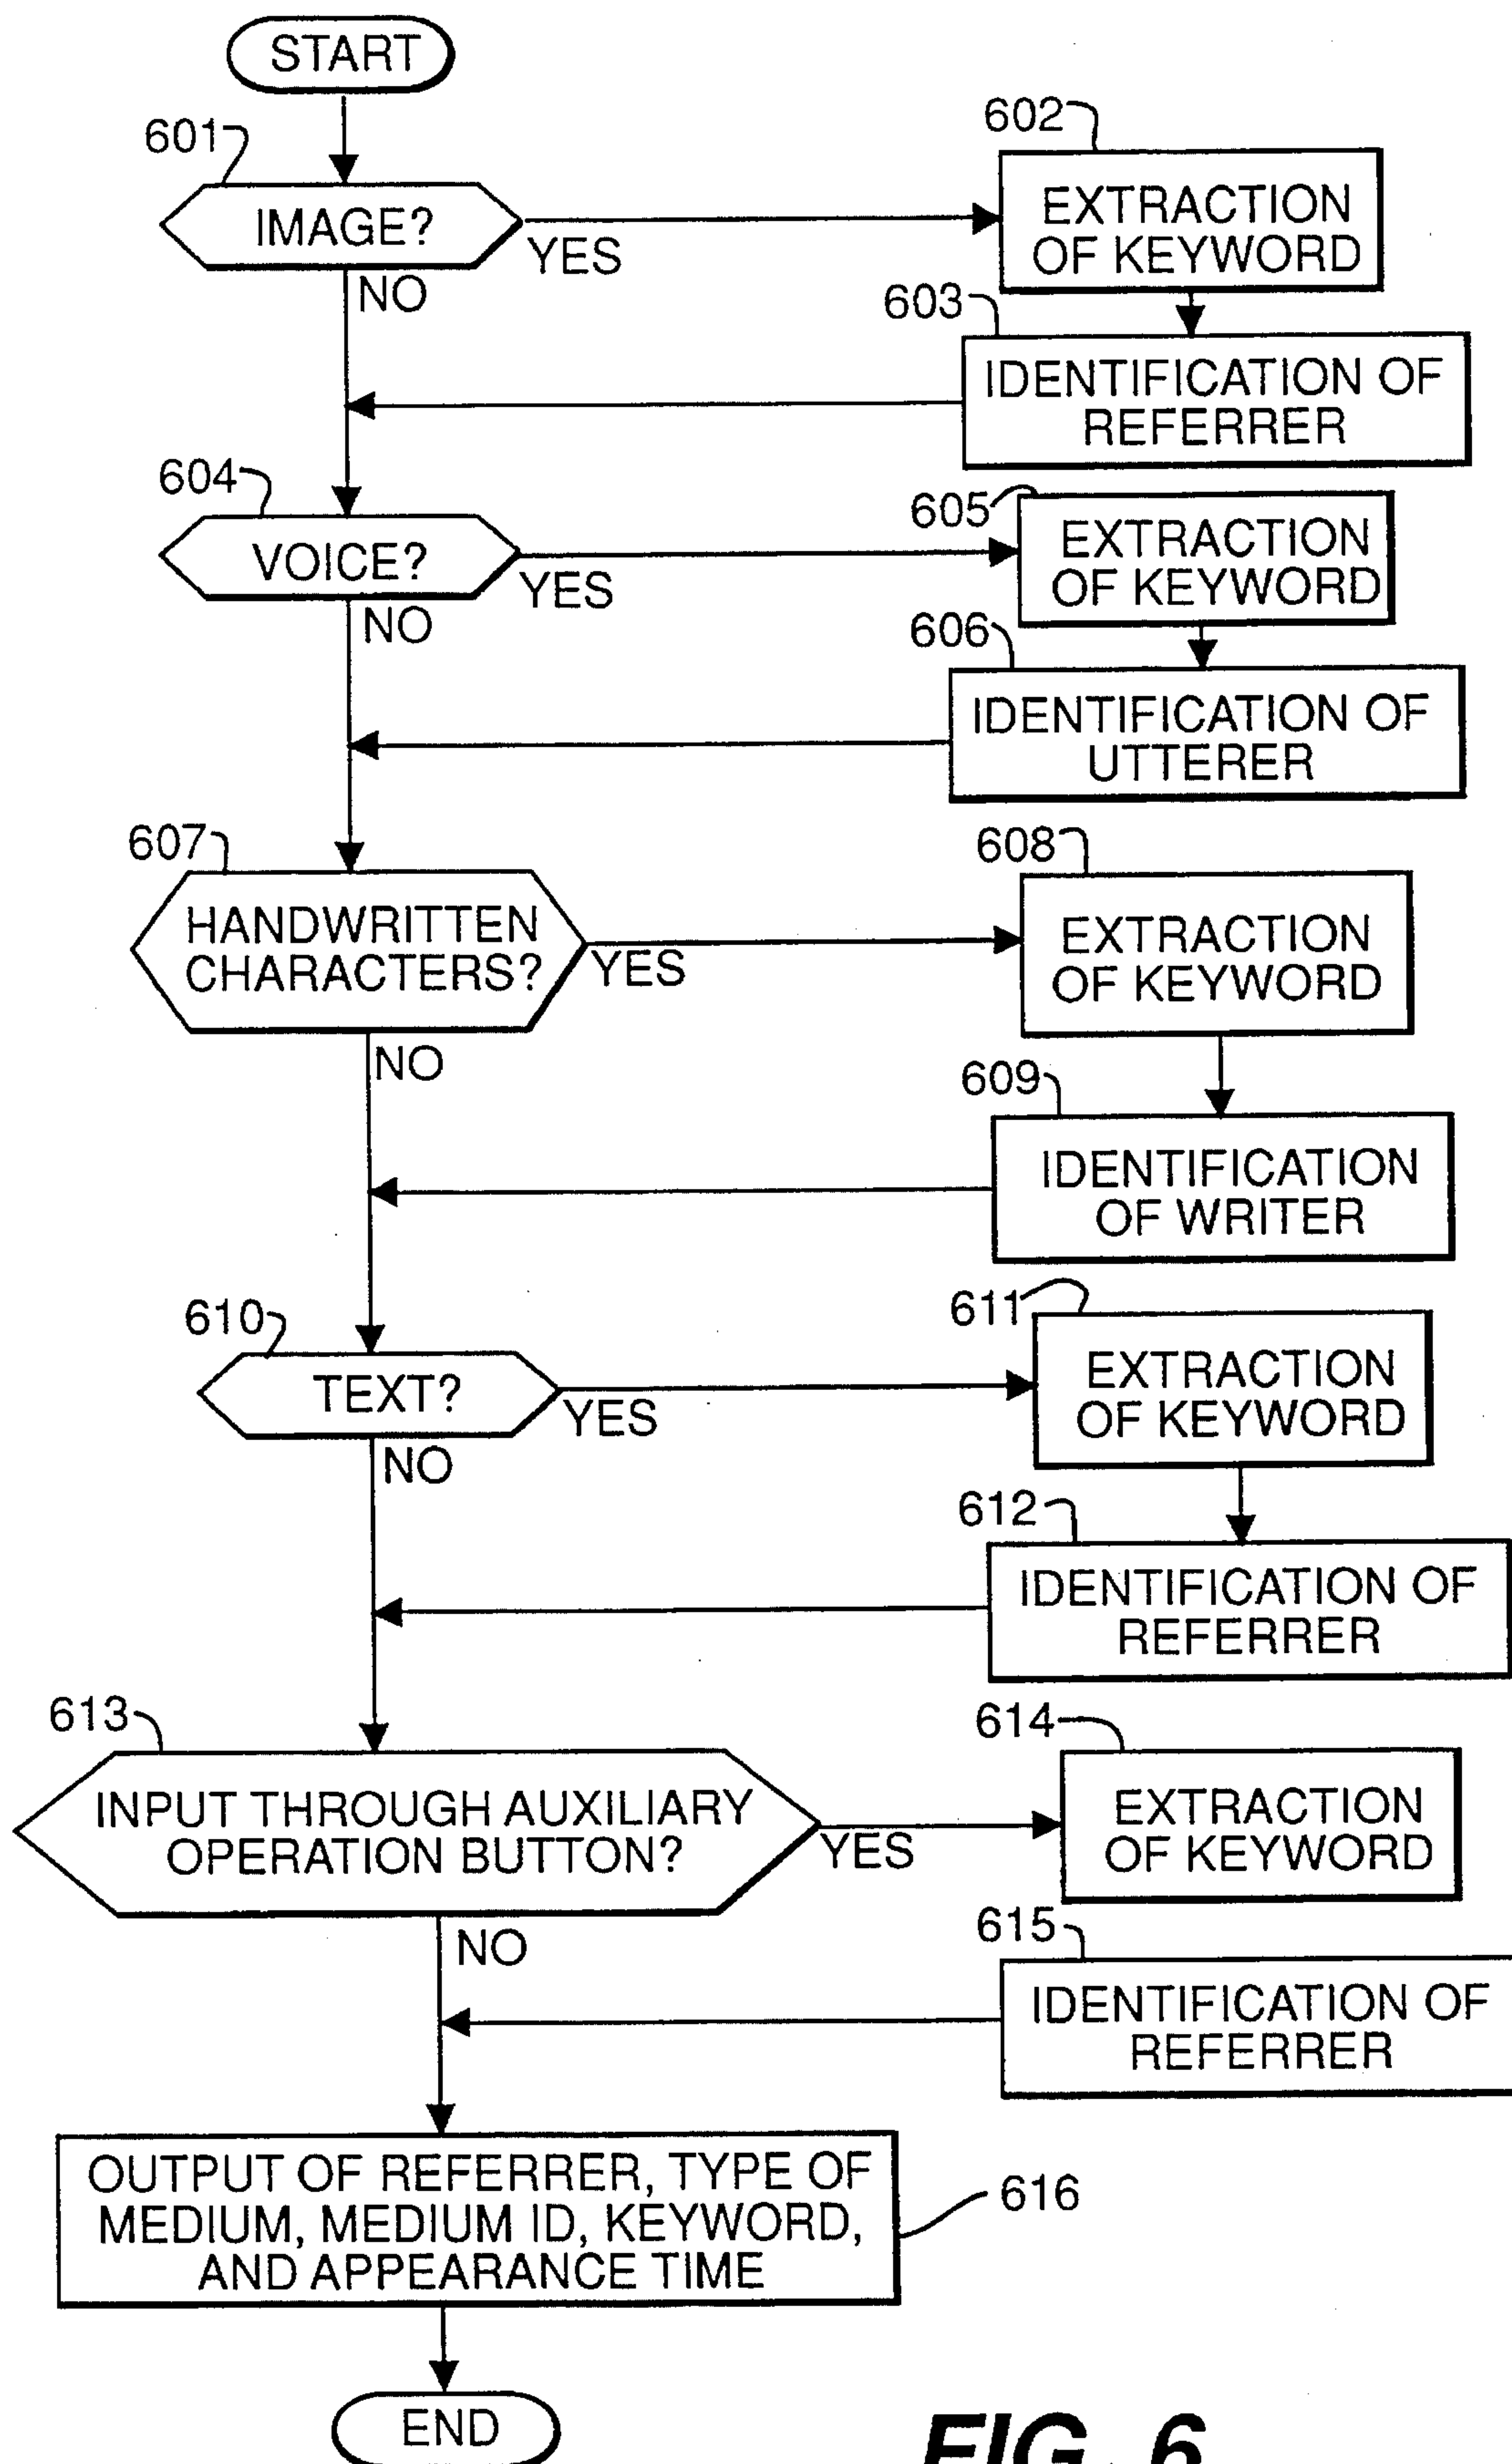 START
601
IMAGE?
YES
NO
602
EXTRACTION
OF KEYWORD
603
IDENTIFICATION OF
REFERRER
604
VOICE?
YES
NO
605
EXTRACTION
OF KEYWORD
606
IDENTIFICATION OF
UTTERER
607
HANDWRITTEN
CHARACTERS?
YES
NO
608
EXTRACTION
OF KEYWORD
609
IDENTIFICATION
OF WRITER
610
TEXT?
YES
NO
611
EXTRACTION
OF KEYWORD
612
IDENTIFICATION OF
REFERRER
613
INPUT THROUGH AUXILIARY
OPERATION BUTTON?
YES
NO
614
EXTRACTION
OF KEYWORD
615
IDENTIFICATION OF
REFERRER
OUTPUT OF REFERRER, TYPE OF
MEDIUM, MEDIUM ID, KEYWORD,
AND APPEARANCE TIME
616
END
FIG. 6